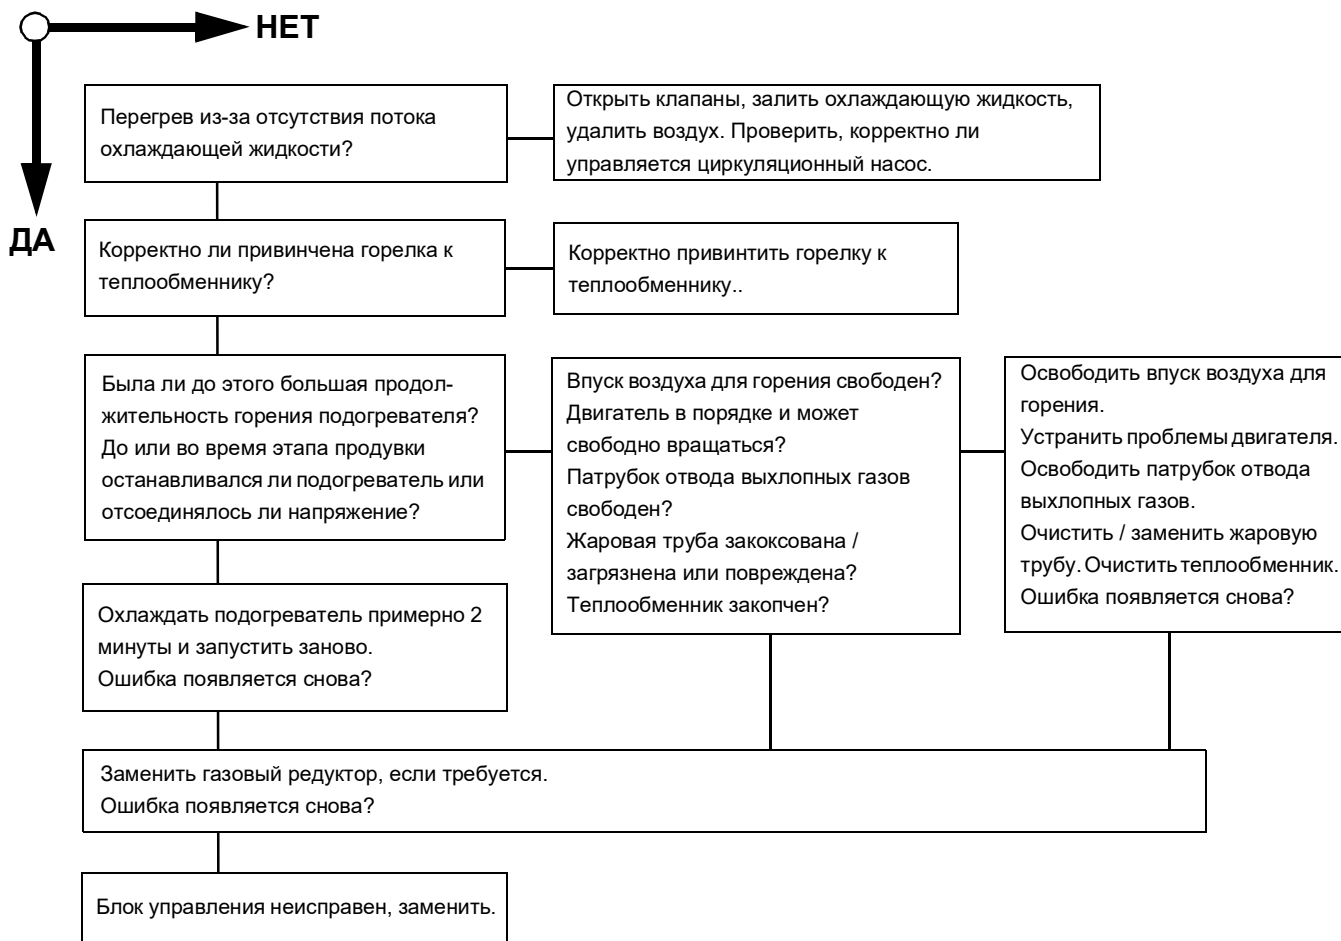 НЕТ
ДА
Перегрев из-за отсутствия потока
охлаждающей жидкости?
Открыть клапаны, залить охлаждающую жидкость,
удалить воздух. Проверить, корректно ли
управляется циркуляционный насос.
Корректно ли привинчена горелка к
теплообменнику?
Корректно привинтить горелку к
теплообменнику..
Была ли до этого большая продол-
жительность горения подогревателя?
До или во время этапа продувки
останавливался ли подогреватель или
отсоединялось ли напряжение?
Впуск воздуха для горения свободен?
Двигатель в порядке и может
свободно вращаться?
Патрубок отвода выхлопных газов
свободен?
Жаровая труба закоксована /
загрязнена или повреждена?
Теплообменник закопчен?
Освободить впуск воздуха для
горения.
Устранить проблемы двигателя.
Освободить патрубок отвода
выхлопных газов.
Очистить / заменить жаровую
трубу. Очистить теплообменник.
Ошибка появляется снова?
Охлаждать подогреватель примерно 2
минуты и запустить заново.
Ошибка появляется снова?
Заменить газовый редуктор, если требуется.
Ошибка появляется снова?
Блок управления неисправен, заменить.